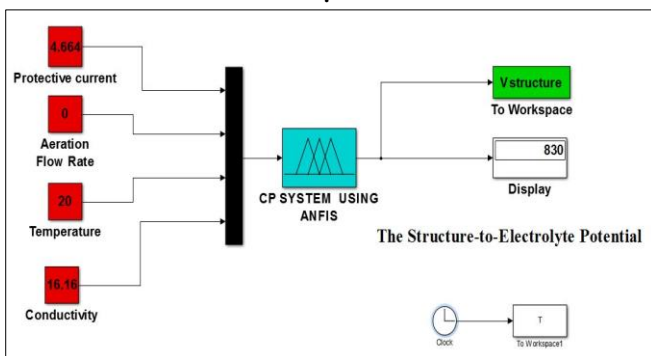 4.664
Protective current
0
Aeration
Flow Rate
20
Temperature
16.16
Conductivity
CP SYSTEM USING
ANFIS
Vstructure
To Workspace
830
Display
The Structure-to-Electrolyte Potential
Clock
T
To Workspace1